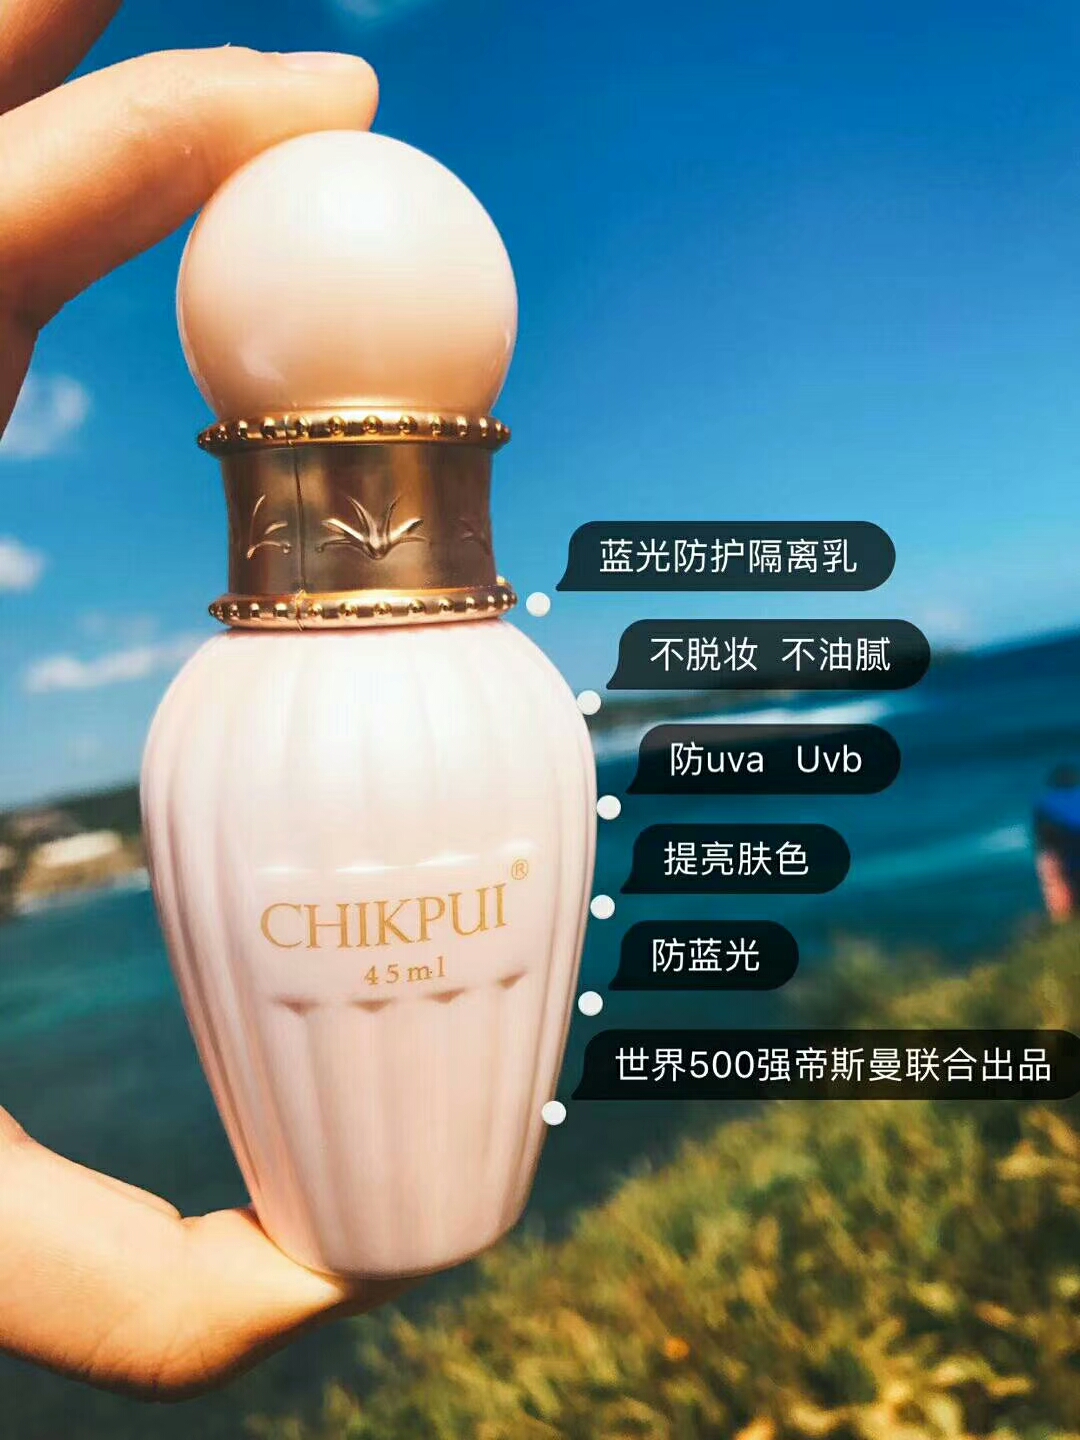 蓝光防护隔离乳
不脱妆 不油腻
防uva Uvb
提亮肤色
CHIKPUI®
45ml
防蓝光
世界500强帝斯曼联合出品